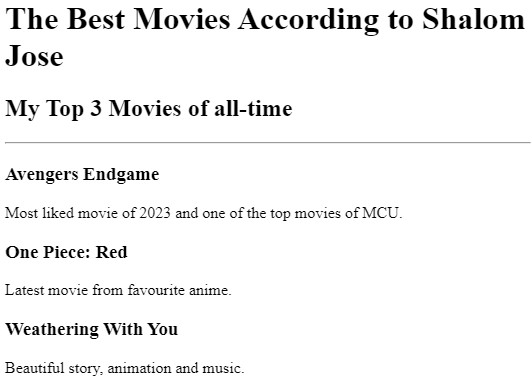 The Best Movies According to Shalom
Jose
My Top 3 Movies of all-time
Avengers Endgame
Most liked movie of 2023 and one of the top movies of MCU.
One Piece: Red
Latest movie from favourite anime.
Weathering With You
Beautiful story, animation and music.